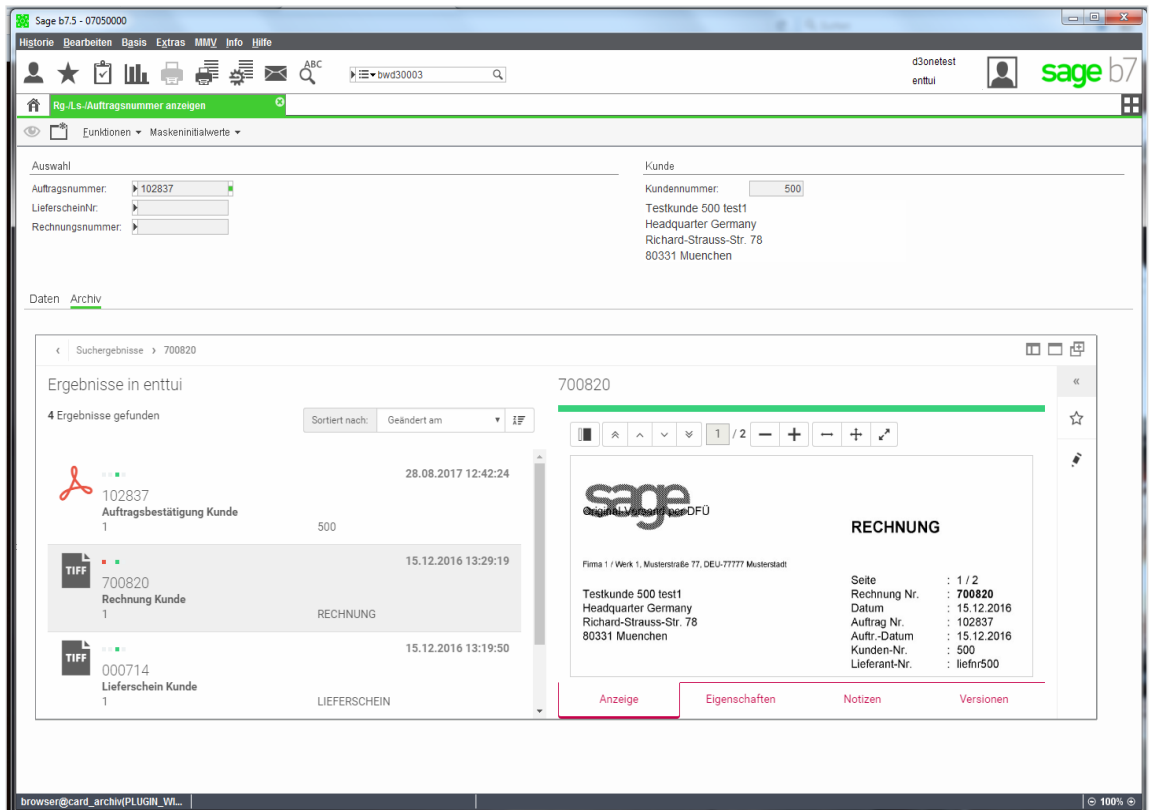 Sage b7.5 - 07050000
Historie Bearbeiten Basis Extras MMV Info Hilfe
ABC
bwd30003
d3onetest
enttui
sage b7
Rg-/Ls-/Auftragsnummer anzeigen
Funktionen Maskeninitialwerte
Auswahl
Kunde
Auftragsnummer: 102837
Kundennummer: 500
LieferscheinNr:
Rechnungsnummer:
Testkunde 500 test1
Headquarter Germany
Richard-Strauss-Str. 78
80331 Muenchen
Daten Archiv
Suchergebnisse 700820
Ergebnisse in enttui
4 Ergebnisse gefunden
Sortiert nach: Geändert am
28.08.2017 12:42:24
102837
Auftragsbestätigung Kunde
1 500
TIFF
15.12.2016 13:29:19
700820
Rechnung Kunde
1 RECHNUNG
TIFF
15.12.2016 13:19:50
000714
Lieferschein Kunde
1 LIEFERSCHEIN
700820
1 / 2
sage
Original-Versand per DFÜ
RECHNUNG
Firma 1 / Werk 1, Musterstraße 77, DEU-77777 Musterstadt
Testkunde 500 test1
Headquarter Germany
Richard-Strauss-Str. 78
80331 Muenchen
Seite : 1 / 2
Rechnung Nr. : 700820
Datum : 15.12.2016
Auftrag Nr. : 102837
Auftr.-Datum : 15.12.2016
Kunden-Nr. : 500
Lieferant-Nr. : liefnr500
Anzeige Eigenschaften Notizen Versionen
browser@card_archiv(PLUGIN_WI...
100%